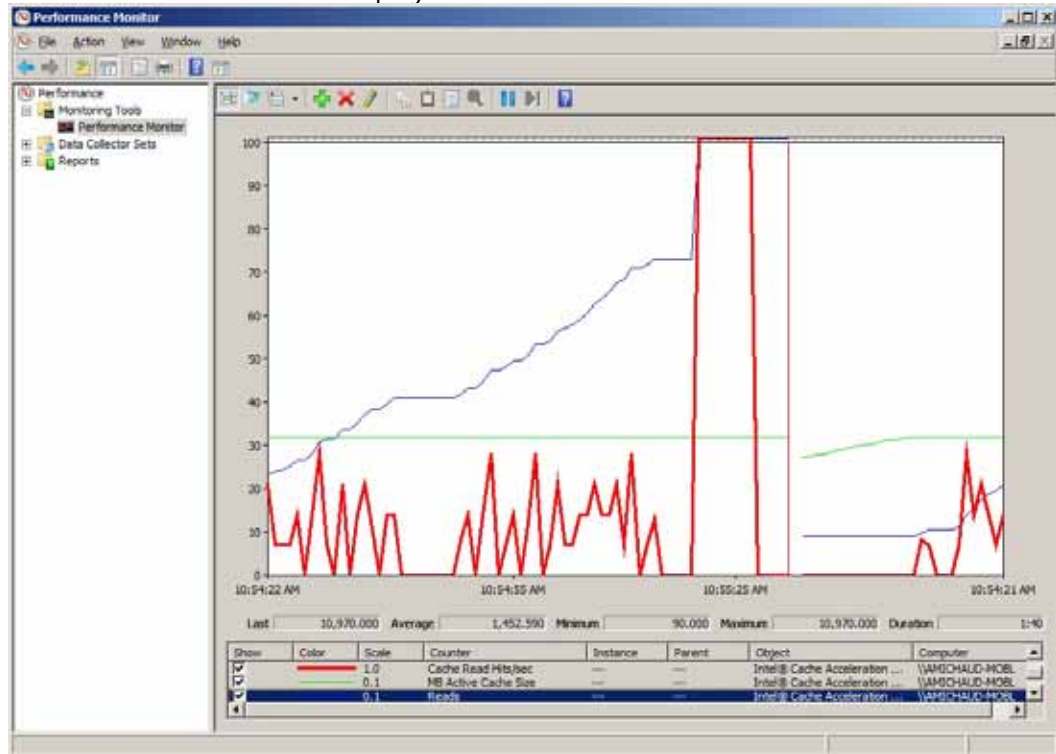 Performance Monitor
File Action View Window Help
Performance
Monitoring Tools
Performance Monitor
Data Collector Sets
Reports
100
90
80
70
60
50
40
30
20
10
0
10:54:22 AM 10:54:55 AM 10:55:25 AM 10:54:21 AM
Last 10,970.000 Average 1,452.590 Minimum 90.000 Maximum 10,970.000 Duration 1:40
Show Color Scale Counter Instance Parent Object Computer
1.0 Cache Read Hits/sec --- --- Intel® Cache Acceleration ... \\AMICHAUD-MOBL
0.1 MB Active Cache Size --- --- Intel® Cache Acceleration ... \\AMICHAUD-MOBL
0.1 Reads --- --- Intel® Cache Acceleration ... \\AMICHAUD-MOBL